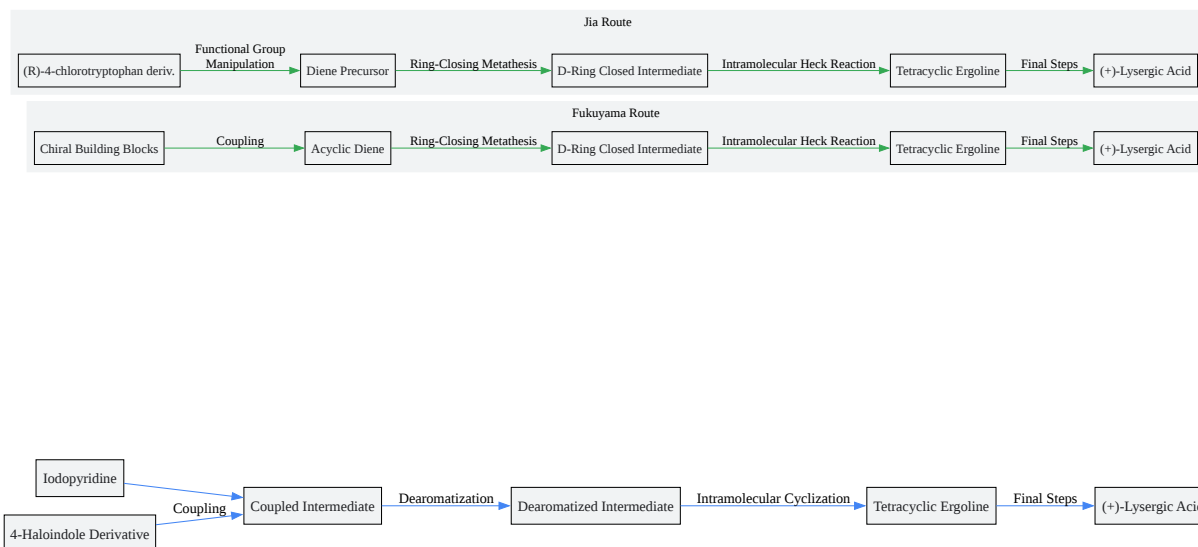 Jia Route
(R)-4-chlorotryptophan deriv.
Functional Group
Manipulation
Diene Precursor
Ring-Closing Metathesis
D-Ring Closed Intermediate
Intramolecular Heck Reaction
Tetracyclic Ergoline
Final Steps
(+)-Lysergic Acid
Fukuyama Route
Chiral Building Blocks
Coupling
Acyclic Diene
Ring-Closing Metathesis
D-Ring Closed Intermediate
Intramolecular Heck Reaction
Tetracyclic Ergoline
Final Steps
(+)-Lysergic Acid
Iodopyridine
4-Haloindole Derivative
Coupling
Coupled Intermediate
Dearomatization
Dearomatized Intermediate
Intramolecular Cyclization
Tetracyclic Ergoline
Final Steps
(+)-Lysergic Acid